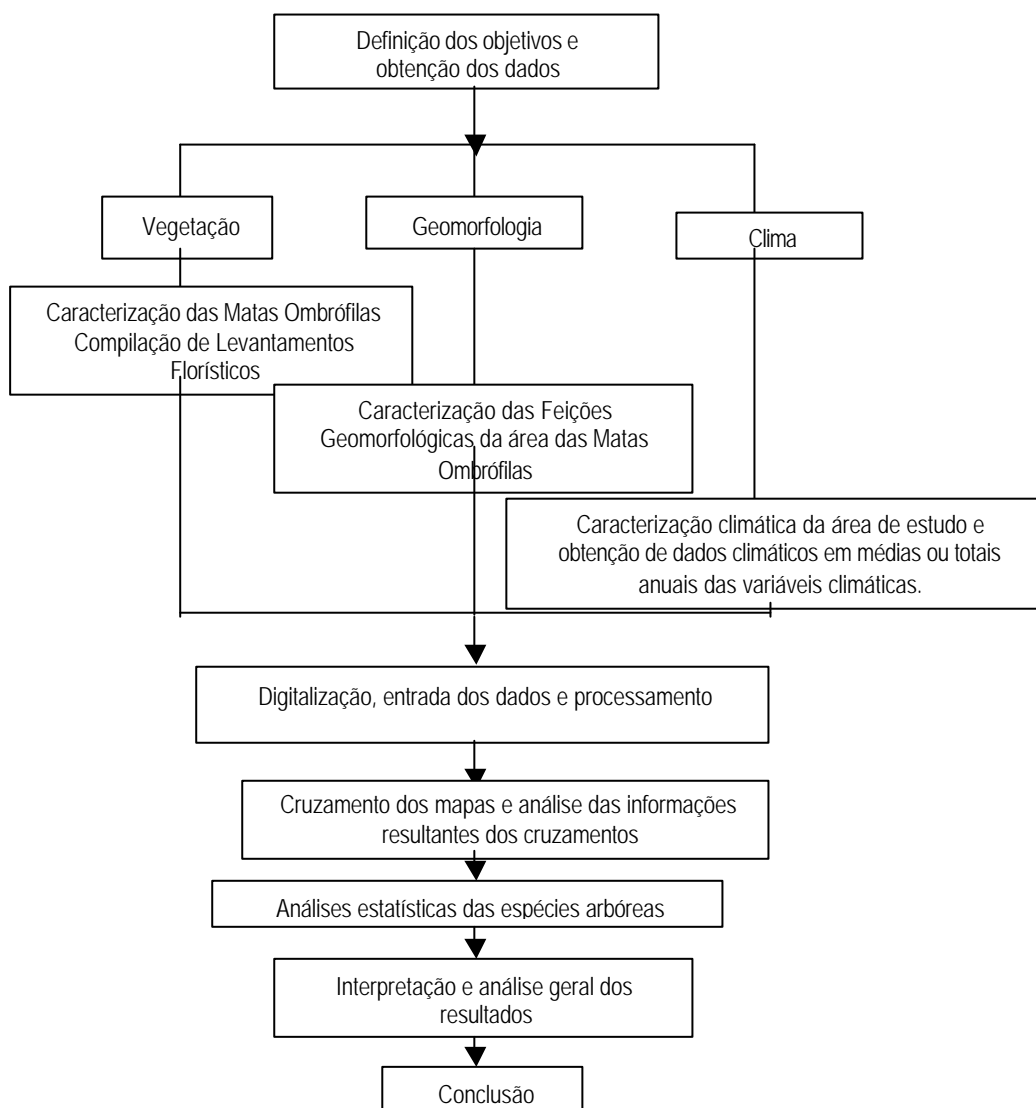 Definição dos objetivos e
obtenção dos dados
Vegetação
Geomorfologia
Clima
Caracterização das Matas Ombrófilas
Compilação de Levantamentos
Florísticos
Caracterização das Feições
Geomorfológicas da área das Matas
Ombrófilas
Caracterização climática da área de estudo e
obtenção de dados climáticos em médias ou totais
anuais das variáveis climáticas.
Digitalização, entrada dos dados e processamento
Cruzamento dos mapas e análise das informações
resultantes dos cruzamentos
Análises estatísticas das espécies arbóreas
Interpretação e análise geral dos
resultados
Conclusão